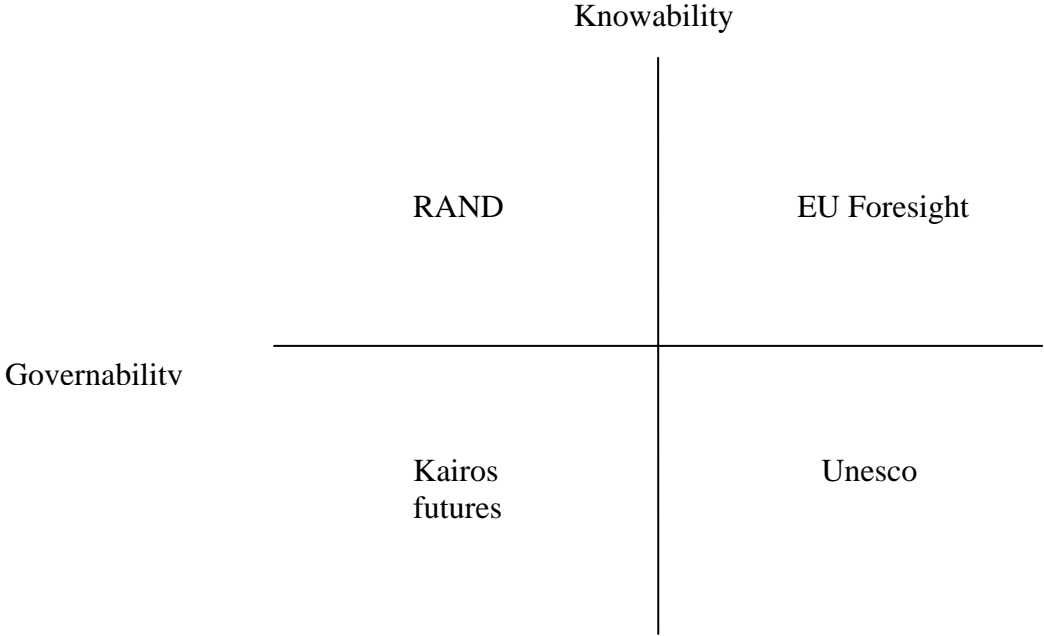 Knowability
RAND
EU Foresight
Governability
Kairos
futures
Unesco